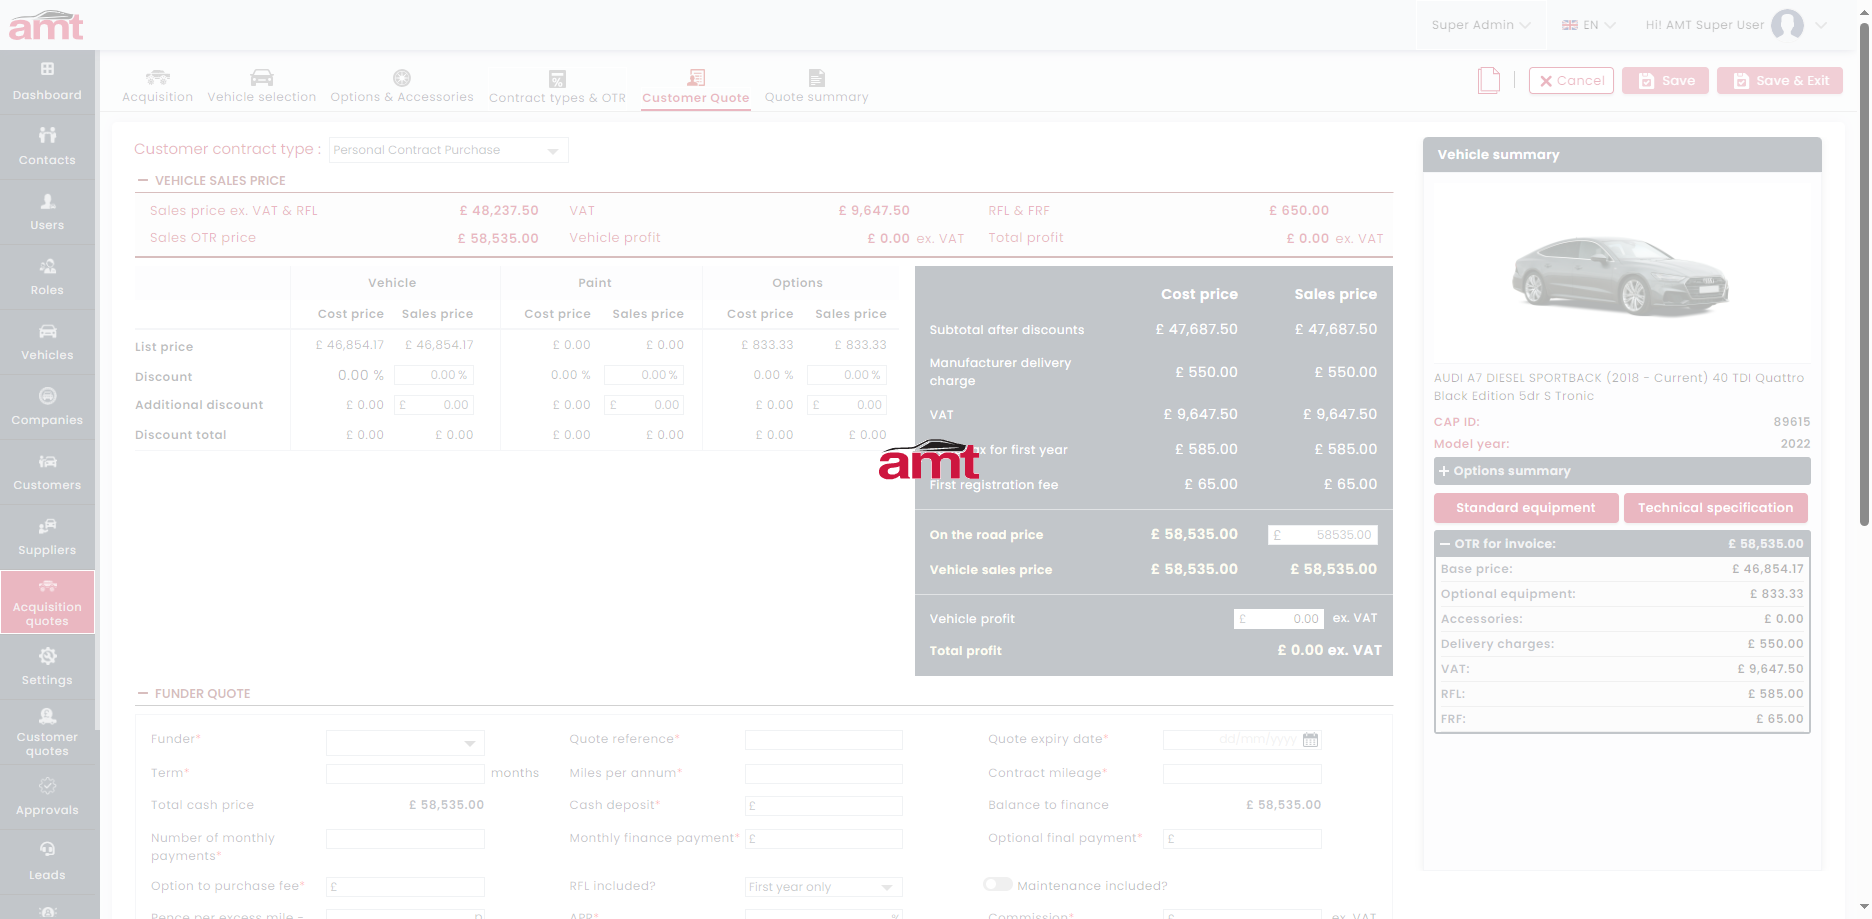 amt
Super Admin
EN
Hi! AMT Super User
Dashboard
Contacts
Users
Roles
Vehicles
Companies
Customers
Suppliers
Acquisition
quotes
Settings
Customer
quotes
Approvals
Leads
Acquisition
Vehicle selection
Options & Accessories
Contract types & OTR
Customer Quote
Quote summary
Cancel
Save
Save & Exit
Customer contract type : Personal Contract Purchase
VEHICLE SALES PRICE
Sales price ex. VAT & RFL £ 48,237.50 VAT £ 9,647.50 RFL & FRF £ 650.00
Sales OTR price £ 58,535.00 Vehicle profit £ 0.00 ex. VAT Total profit £ 0.00 ex. VAT
Vehicle Paint Options
Cost price Sales price Cost price Sales price Cost price Sales price
List price £ 46,854.17 £ 46,854.17 £ 0.00 £ 0.00 £ 833.33 £ 833.33
Discount 0.00 % 0.00 % 0.00 % 0.00 % 0.00 % 0.00 %
Additional discount £ 0.00 £ 0.00 £ 0.00 £ 0.00 £ 0.00 £ 0.00
Discount total £ 0.00 £ 0.00 £ 0.00 £ 0.00 £ 0.00 £ 0.00
Cost price Sales price
Subtotal after discounts £ 47,687.50 £ 47,687.50
Manufacturer delivery
charge £ 550.00 £ 550.00
VAT £ 9,647.50 £ 9,647.50
amt
x for first year £ 585.00 £ 585.00
First registration fee £ 65.00 £ 65.00
On the road price £ 58,535.00 £ 58535.00
Vehicle sales price £ 58,535.00 £ 58,535.00
Vehicle profit £ 0.00 ex. VAT
Total profit £ 0.00 ex. VAT
FUNDER QUOTE
Funder* Quote reference* Quote expiry date* dd/mm/yyyy
Term* months Miles per annum* Contract mileage*
Total cash price £ 58,535.00 Cash deposit* £ Balance to finance £ 58,535.00
Number of monthly
payments* Monthly finance payment* £ Optional final payment* £
Option to purchase fee* £ RFL included? First year only Maintenance included?
Pence per excess mile - p APR* % Commission* £ ex. VAT
Vehicle summary
AUDI A7 DIESEL SPORTBACK (2018 - Current) 40 TDI Quattro
Black Edition 5dr S Tronic
CAP ID: 89615
Model year: 2022
Options summary
Standard equipment
Technical specification
OTR for invoice: £ 58,535.00
Base price: £ 46,854.17
Optional equipment: £ 833.33
Accessories: £ 0.00
Delivery charges: £ 550.00
VAT: £ 9,647.50
RFL: £ 585.00
FRF: £ 65.00